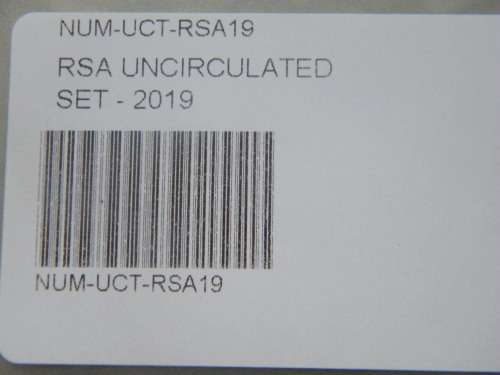 NUM-UCT-RSA19
RSA UNCIRCULATED
SET - 2019
NUM-UCT-RSA19